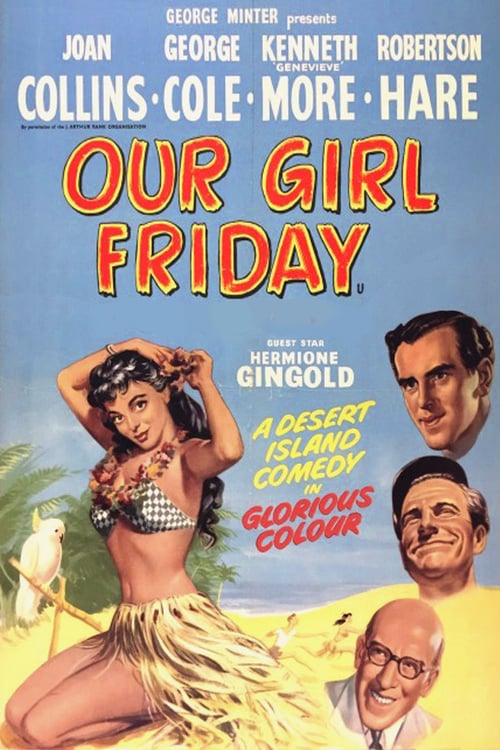 GEORGE MINTER presents
JOAN GEORGE KENNETH ROBERTSON
"GENEVIEVE"
COLLINS · COLE · MORE · HARE
By permission of the J. ARTHUR RANK ORGANISATION
OUR GIRL
FRIDAY
U
GUEST STAR
HERMIONE
GINGOLD
A DESERT
ISLAND
COMEDY
IN
GLORIOUS
COLOUR